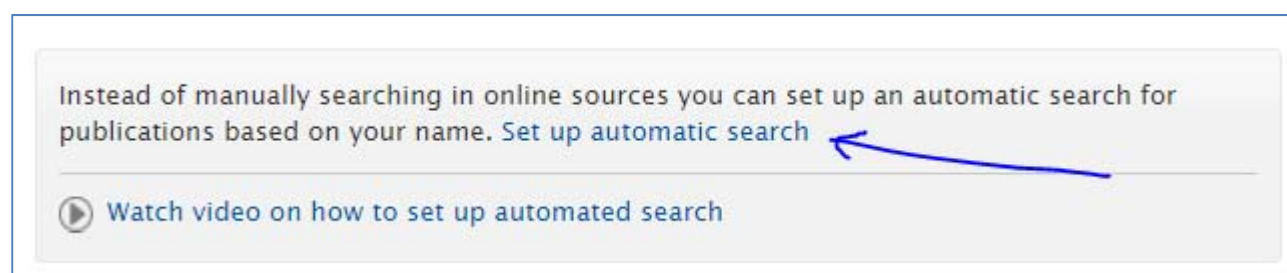 Instead of manually searching in online sources you can set up an automatic search for
publications based on your name. Set up automatic search
Watch video on how to set up automated search